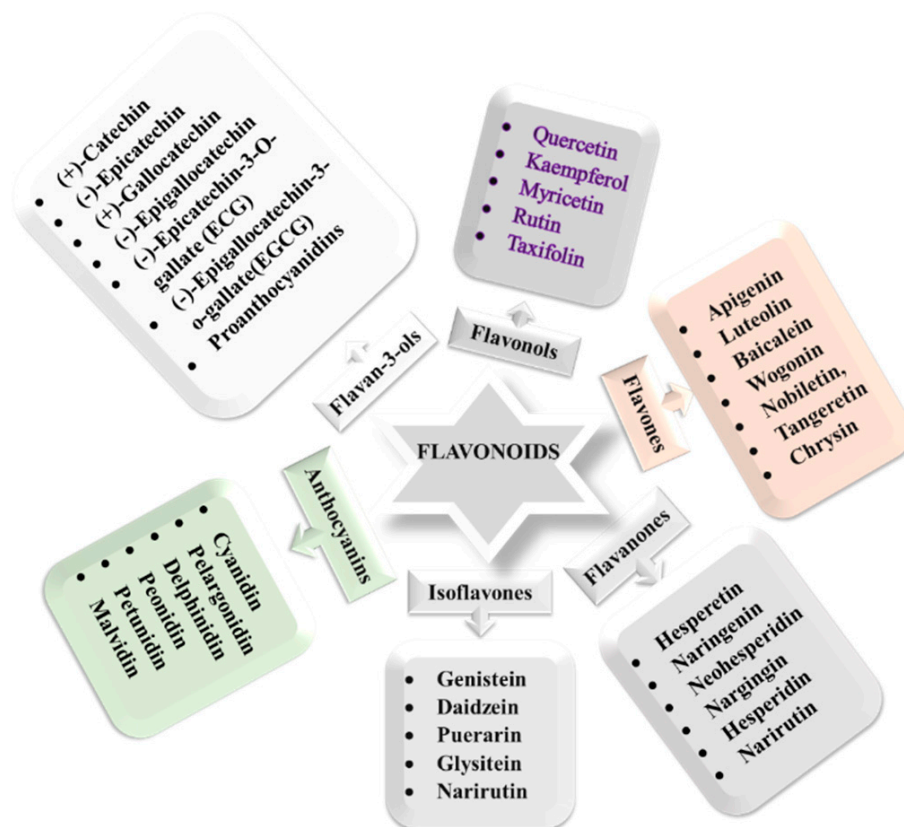 FLAVONOIDS
Flavan-3-ols
(+)-Catechin
(-)-Epicatechin
(+)-Gallocatechin
(-)-Epigallocatechin
(-)-Epicatechin-3-O-
gallate (ECG)
(-)-Epigallocatechin-3-
o-gallate(EGCG)
Proanthocyanidins
Flavonols
Quercetin
Kaempferol
Myricetin
Rutin
Taxifolin
Flavones
Apigenin
Luteolin
Baicalein
Wogonin
Nobiletin,
Tangeretin
Chrysin
Flavanones
Hesperetin
Naringenin
Neohesperidin
Nargingin
Hesperidin
Narirutin
Isoflavones
Genistein
Daidzein
Puerarin
Glysitein
Narirutin
Anthocyanins
Cyanidin
Pelargonidin
Delphinidin
Peonidin
Petunidin
Malvidin